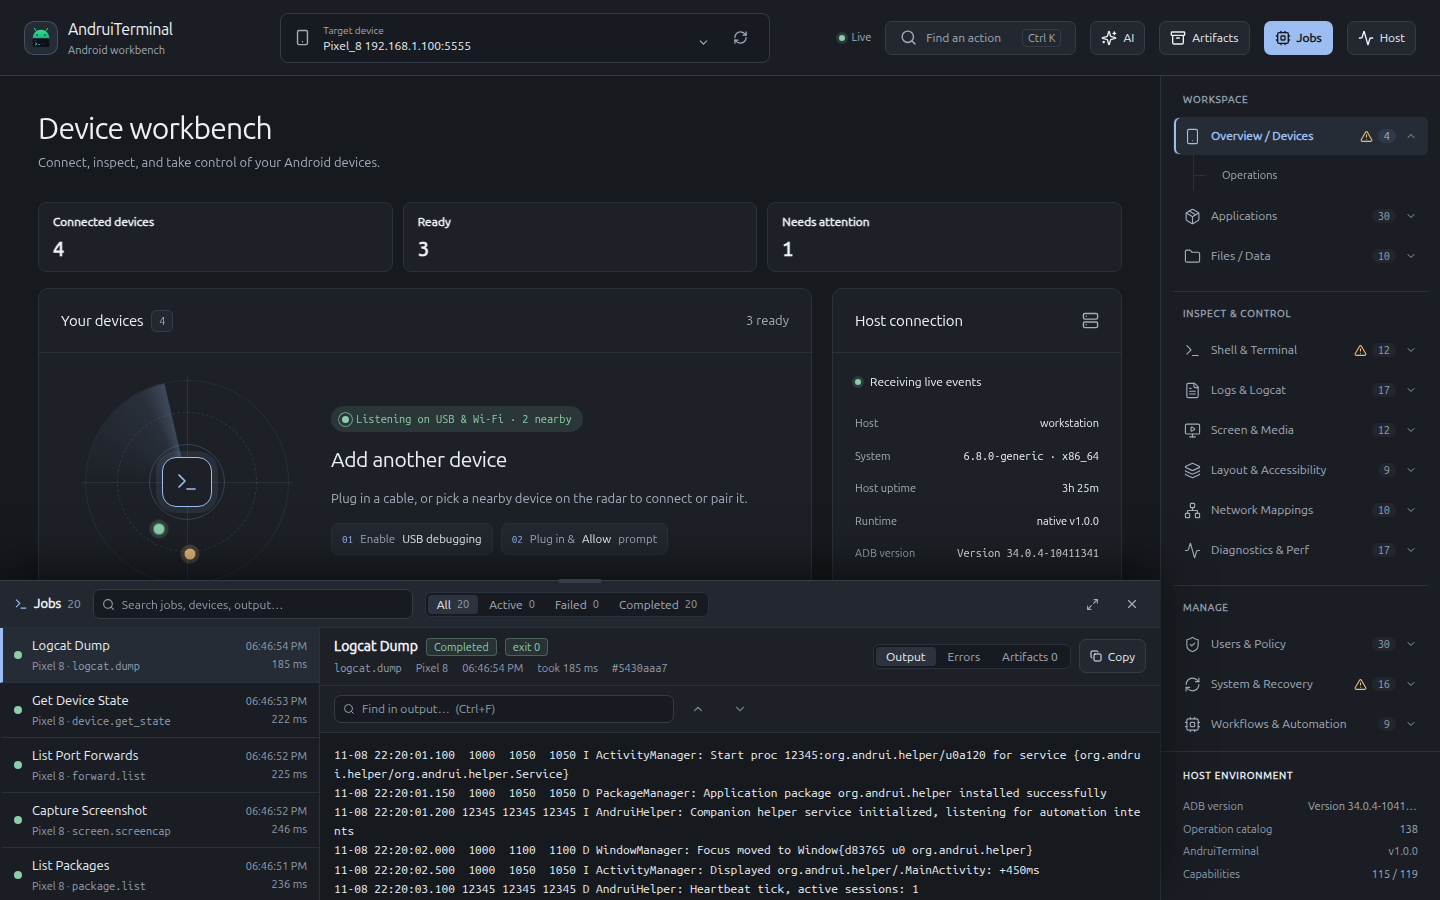 AndruiTerminal
Android workbench
Target device
Pixel_8 192.168.1.100:5555
Live
Find an action Ctrl K
AI
Artifacts
Jobs
Host
Device workbench
Connect, inspect, and take control of your Android devices.
Connected devices
4
Ready
3
Needs attention
1
Your devices 4
3 ready
Listening on USB & Wi-Fi · 2 nearby
Add another device
Plug in a cable, or pick a nearby device on the radar to connect or pair it.
01 Enable USB debugging
02 Plug in & Allow prompt
Host connection
Receiving live events
Host workstation
System 6.8.0-generic · x86_64
Host uptime 3h 25m
Runtime native v1.0.0
ADB version Version 34.0.4-10411341
WORKSPACE
Overview / Devices 4
Operations
Applications 30
Files / Data 10
INSPECT & CONTROL
Shell & Terminal 12
Logs & Logcat 17
Screen & Media 12
Layout & Accessibility 9
Network Mappings 10
Diagnostics & Perf 17
MANAGE
Users & Policy 30
System & Recovery 16
Workflows & Automation 9
HOST ENVIRONMENT
ADB version Version 34.0.4-1041…
Operation catalog 138
AndruiTerminal v1.0.0
Capabilities 115 / 119
Jobs 20
Search jobs, devices, output…
All 20
Active 0
Failed 0
Completed 20
Logcat Dump 06:46:54 PM
Pixel 8 · logcat.dump 185 ms
Get Device State 06:46:53 PM
Pixel 8 · device.get_state 222 ms
List Port Forwards 06:46:52 PM
Pixel 8 · forward.list 225 ms
Capture Screenshot 06:46:52 PM
Pixel 8 · screen.screencap 246 ms
List Packages 06:46:51 PM
Pixel 8 · package.list 236 ms
Logcat Dump Completed exit 0
logcat.dump Pixel 8 06:46:54 PM took 185 ms #5430aaa7
Output
Errors
Artifacts 0
Copy
Find in output… (Ctrl+F)
11-08 22:20:01.100  1000  1050  1050 I ActivityManager: Start proc 12345:org.andrui.helper/u0a120 for service {org.andru
i.helper/org.andrui.helper.Service}
11-08 22:20:01.150  1000  1050  1050 D PackageManager: Application package org.andrui.helper installed successfully
11-08 22:20:01.200 12345 12345 12345 I AndruiHelper: Companion helper service initialized, listening for automation inte
nts
11-08 22:20:02.000  1000  1100  1100 D WindowManager: Focus moved to Window{d83765 u0 org.andrui.helper}
11-08 22:20:02.500  1000  1050  1050 I ActivityManager: Displayed org.andrui.helper/.MainActivity: +450ms
11-08 22:20:03.100 12345 12345 12345 D AndruiHelper: Heartbeat tick, active sessions: 1